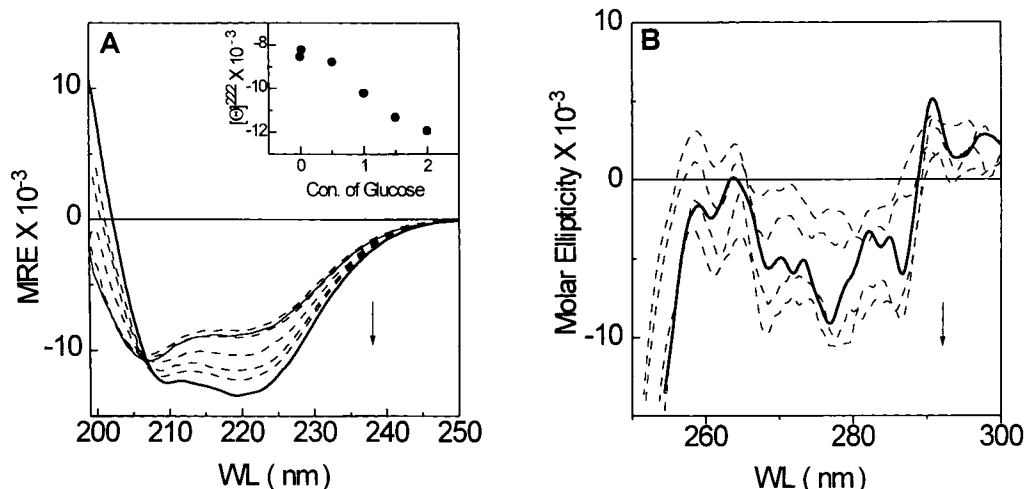 A
10
0
-10
MRE X 10⁻³
200 210 220 230 240 250
WL ( nm )
-8
-10
-12
[Θ]²²² X 10⁻³
0 1 2
Con. of Glucose
B
10
0
-10
Molar Ellipticity X 10⁻³
260 280 300
WL ( nm )